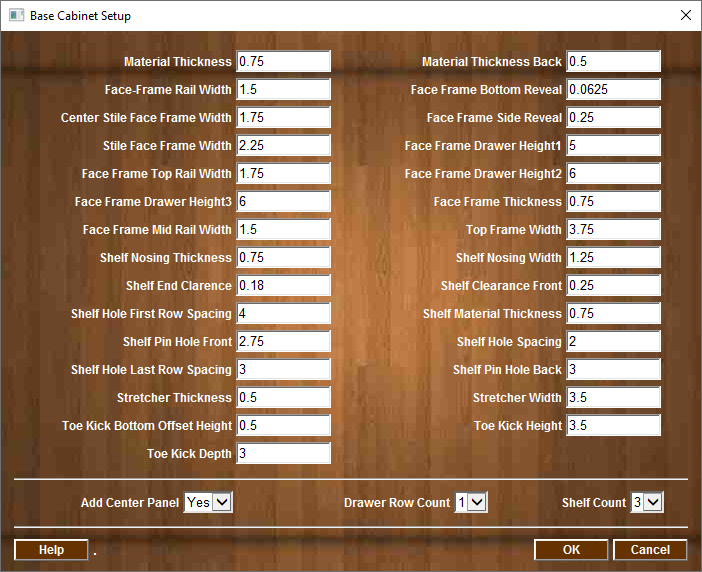 Base Cabinet Setup
Material Thickness 0.75 Material Thickness Back 0.5
Face-Frame Rail Width 1.5 Face Frame Bottom Reveal 0.0625
Center Stile Face Frame Width 1.75 Face Frame Side Reveal 0.25
Stile Face Frame Width 2.25 Face Frame Drawer Height1 5
Face Frame Top Rail Width 1.75 Face Frame Drawer Height2 6
Face Frame Drawer Height3 6 Face Frame Thickness 0.75
Face Frame Mid Rail Width 1.5 Top Frame Width 3.75
Shelf Nosing Thickness 0.75 Shelf Nosing Width 1.25
Shelf End Clarence 0.18 Shelf Clearance Front 0.25
Shelf Hole First Row Spacing 4 Shelf Material Thickness 0.75
Shelf Pin Hole Front 2.75 Shelf Hole Spacing 2
Shelf Hole Last Row Spacing 3 Shelf Pin Hole Back 3
Stretcher Thickness 0.5 Stretcher Width 3.5
Toe Kick Bottom Offset Height 0.5 Toe Kick Height 3.5
Toe Kick Depth 3
Add Center Panel Yes Drawer Row Count 1 Shelf Count 3
Help . OK Cancel